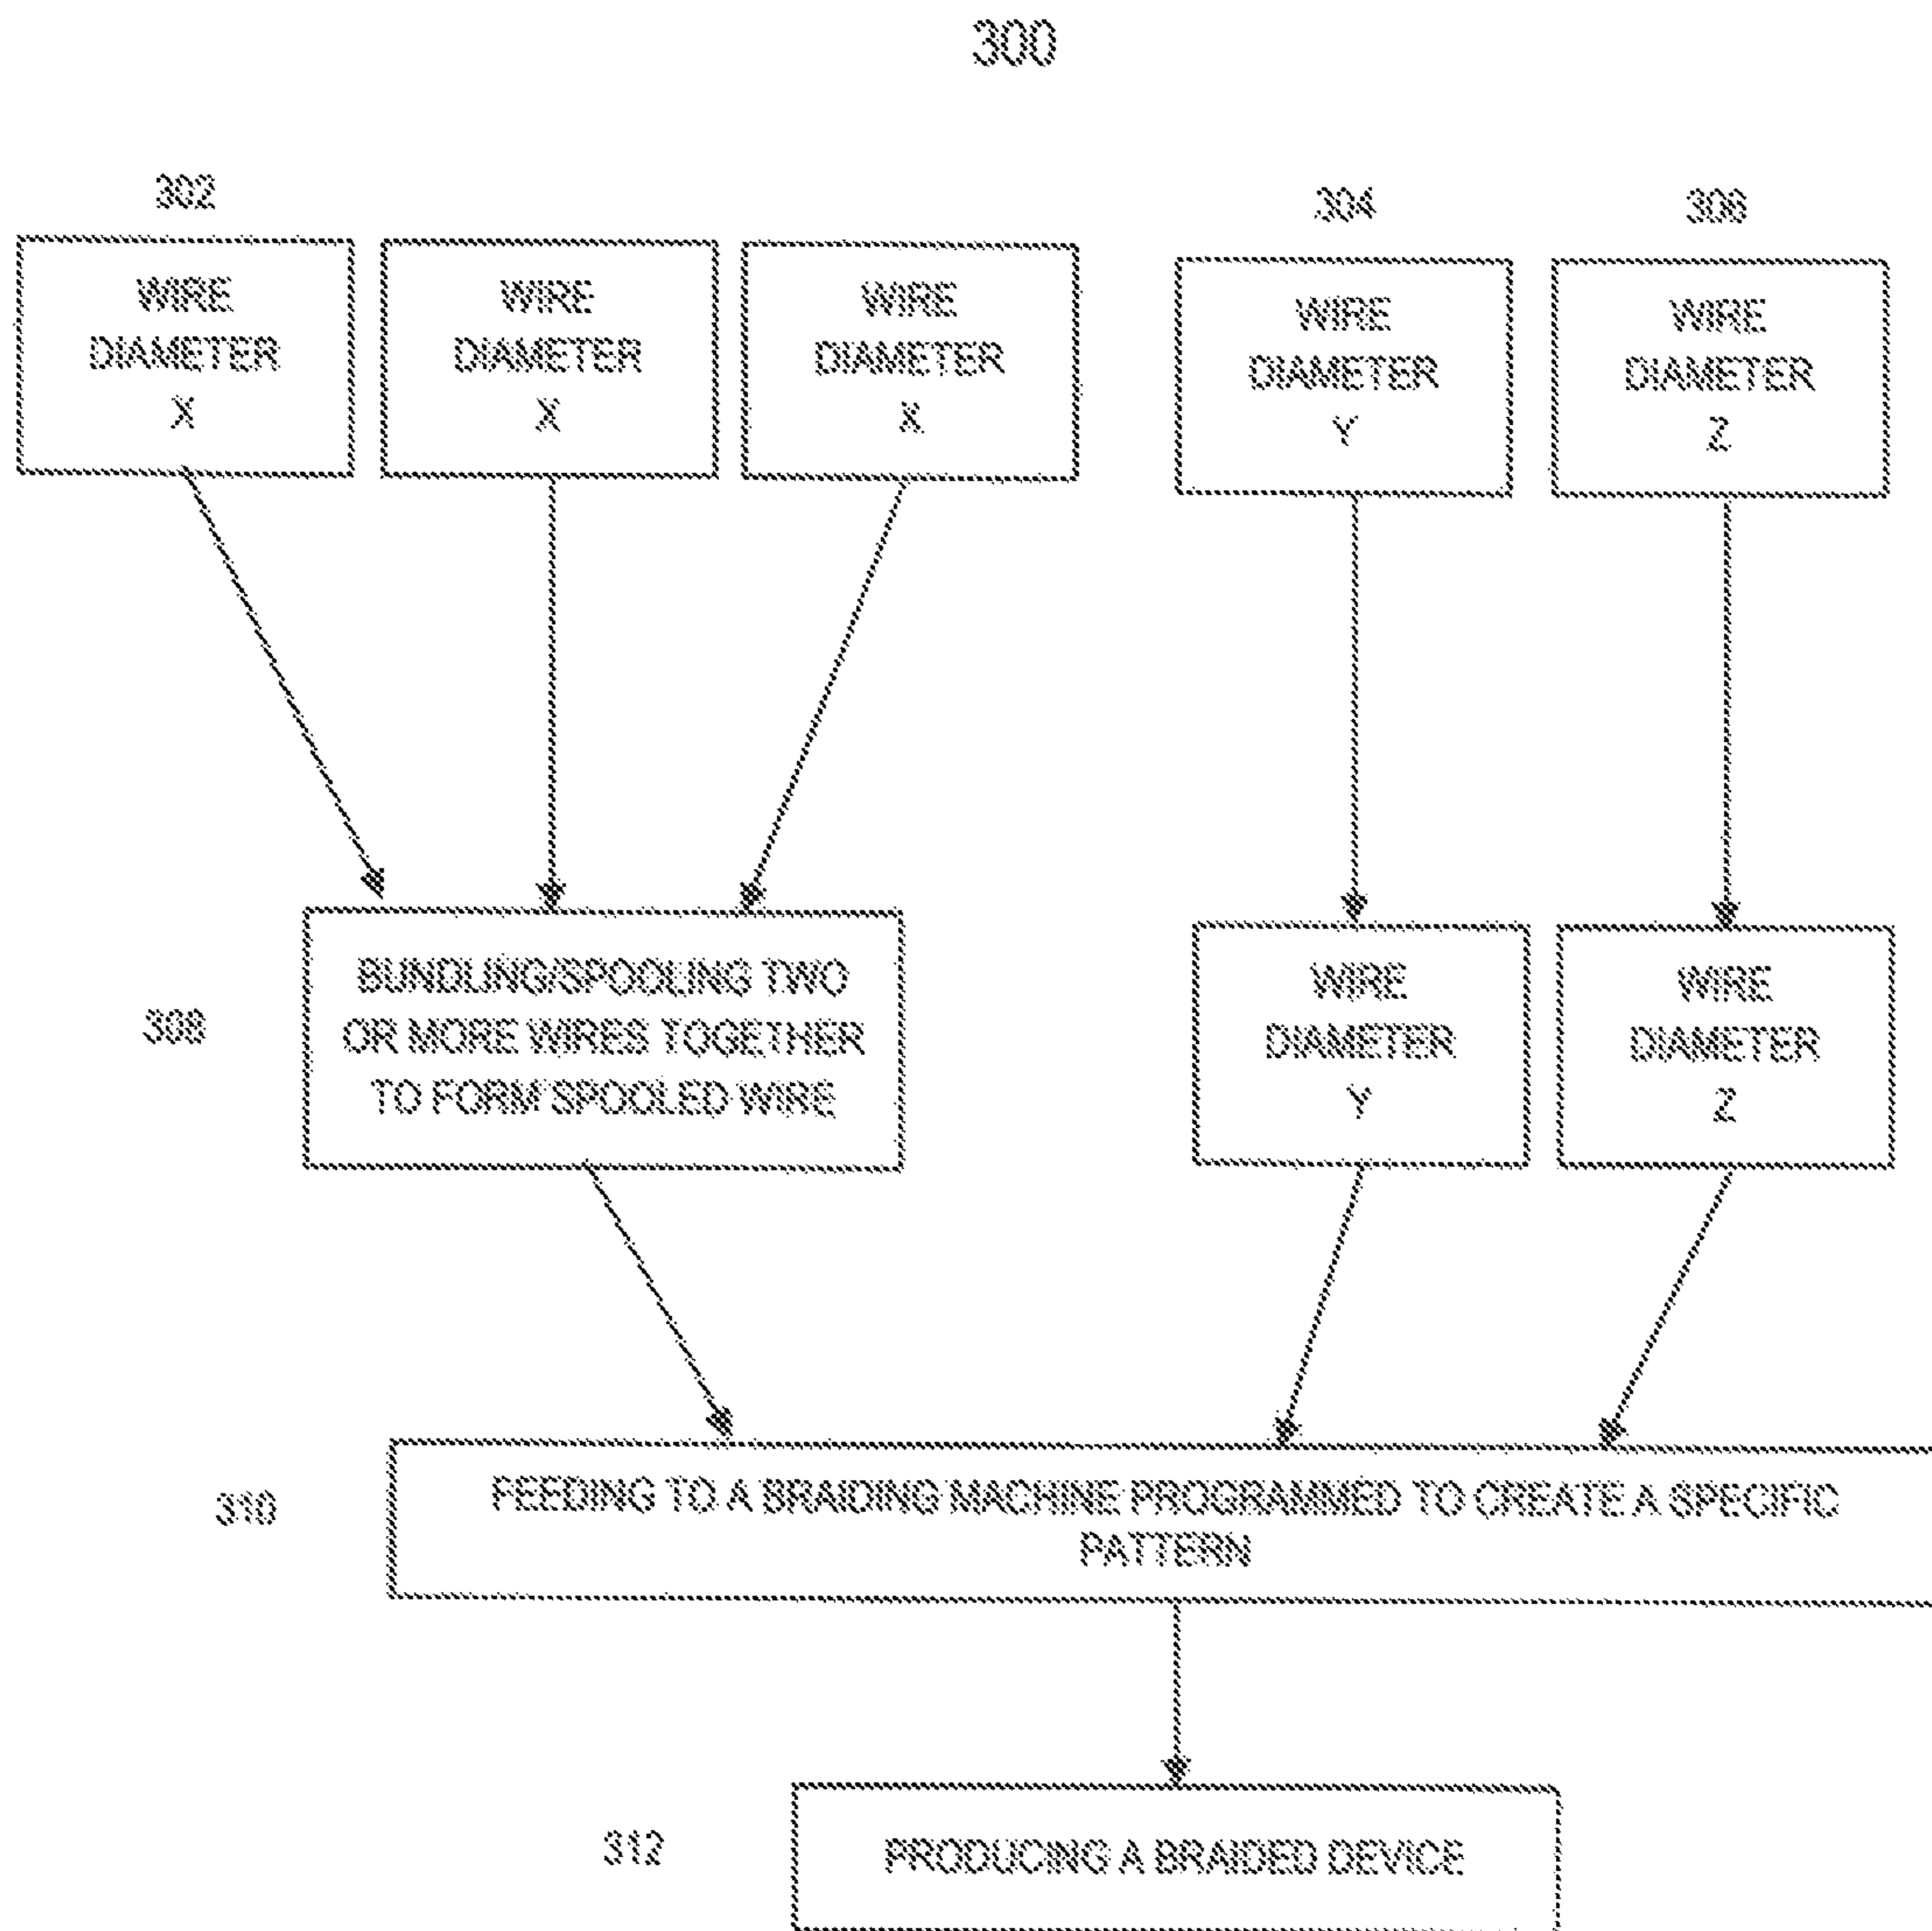 300
302
304
306
WIRE
DIAMETER
X
WIRE
DIAMETER
X
WIRE
DIAMETER
X
WIRE
DIAMETER
Y
WIRE
DIAMETER
Z
308
BUNDLING/SPOOLING TWO
OR MORE WIRES TOGETHER
TO FORM SPOOLED WIRE
WIRE
DIAMETER
Y
WIRE
DIAMETER
Z
310
FEEDING TO A BRAIDING MACHINE PROGRAMMED TO CREATE A SPECIFIC
PATTERN
312
PRODUCING A BRAIDED DEVICE